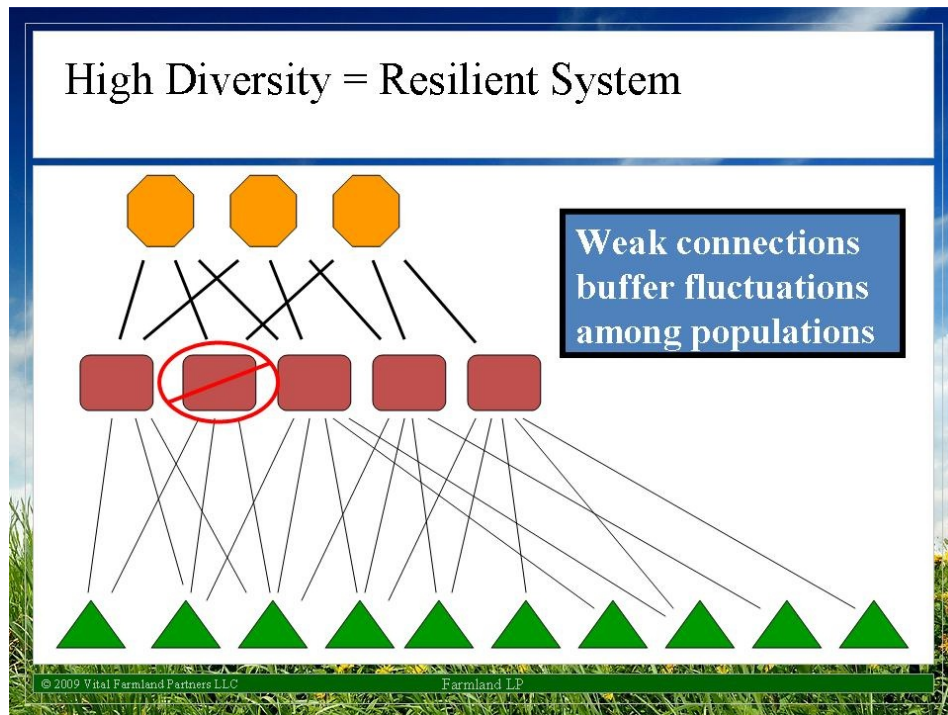 High Diversity = Resilient System
Weak connections
buffer fluctuations
among populations
© 2009 Vital Farmland Partners LLC
Farmland LP